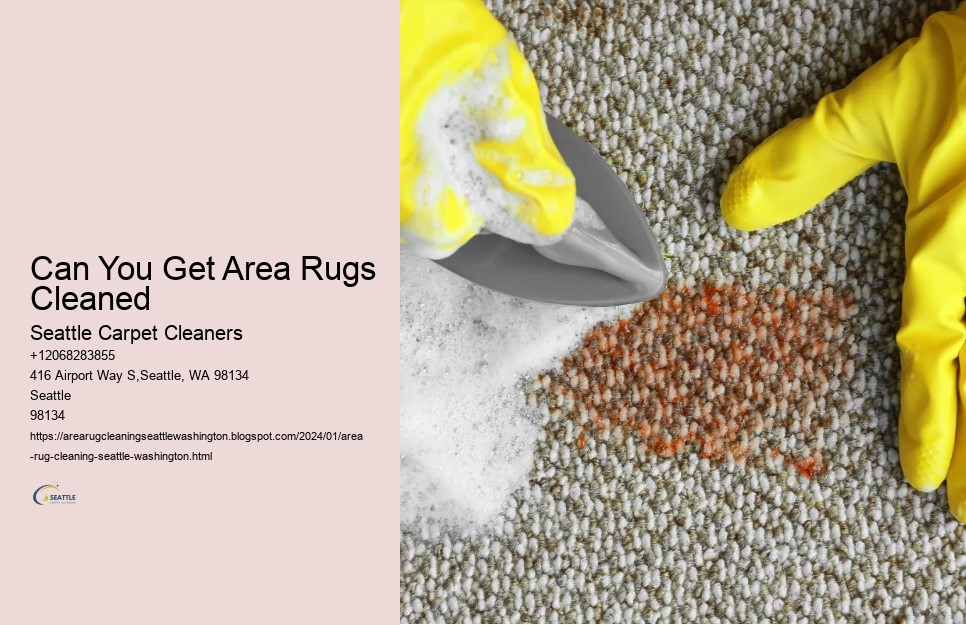 Can You Get Area Rugs
Cleaned
Seattle Carpet Cleaners
+12068283855
416 Airport Way S,Seattle, WA 98134
Seattle
98134
https://arearugcleaningseattlewashington.blogspot.com/2024/01/area
-rug-cleaning-seattle-washington.html
SEATTLE